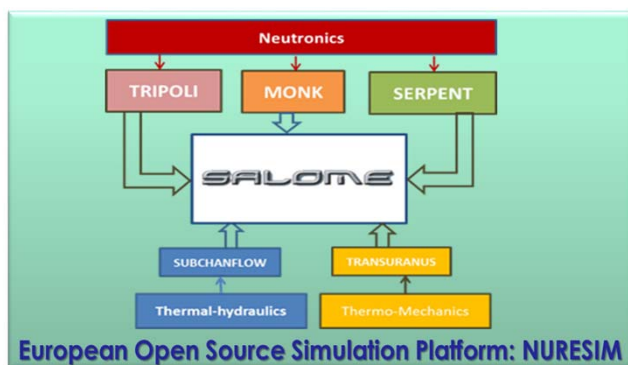 Neutronics
TRIPOLI MONK SERPENT
SALOME
SUBCHANFLOW TRANSURANUS
Thermal-hydraulics Thermo-Mechanics
European Open Source Simulation Platform: NURESIM